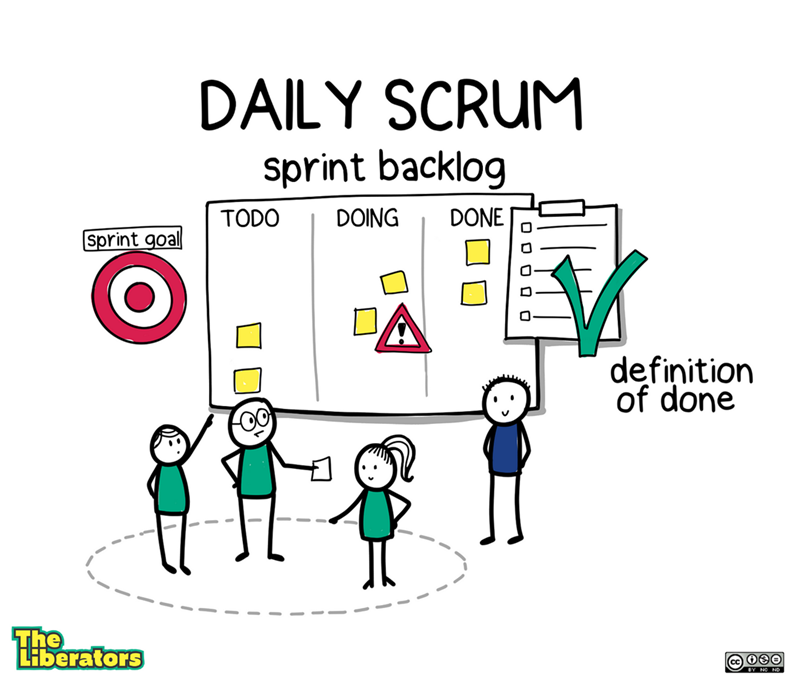 DAILY SCRUM
sprint backlog
sprint goal
TODO
DOING
DONE
!
definition
of done
The
Liberators
cc
BY NC ND